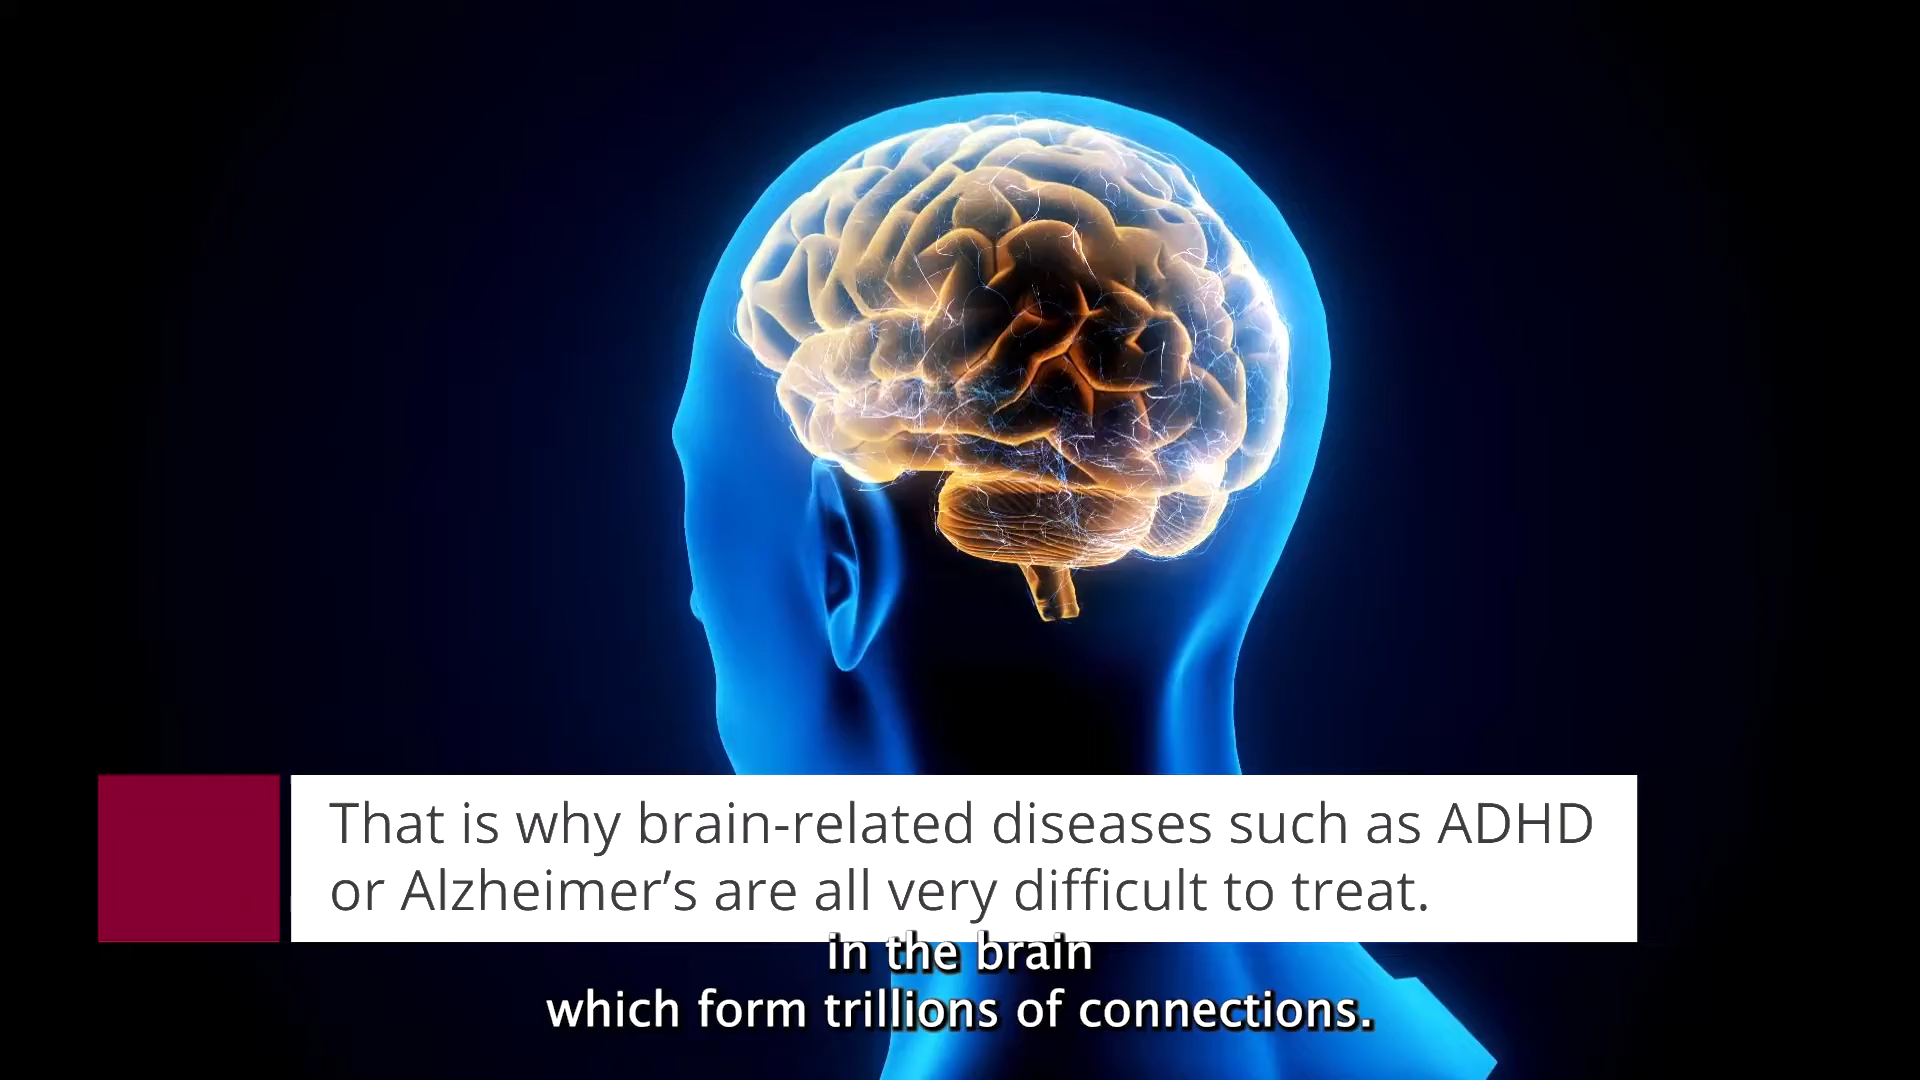 That is why brain-related diseases such as ADHD
or Alzheimer’s are all very difficult to treat.
in the brain
which form trillions of connections.